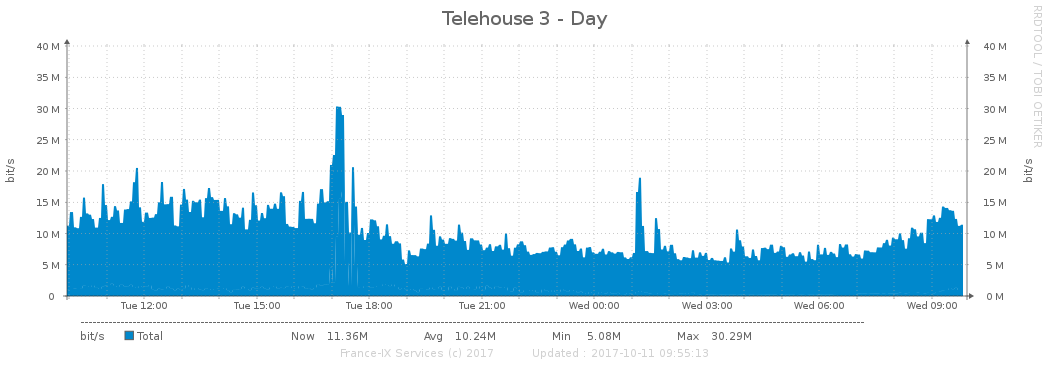 Telehouse 3 - Day
RRDTOOL / TOBI OETIKER
bit/s
40 M
35 M
30 M
25 M
20 M
15 M
10 M
5 M
0
40 M
35 M
30 M
25 M
20 M
15 M
10 M
5 M
0 M
bit/s
Tue 12:00 Tue 15:00 Tue 18:00 Tue 21:00 Wed 00:00 Wed 03:00 Wed 06:00 Wed 09:00
bit/s Total Now 11.36M Avg 10.24M Min 5.08M Max 30.29M
France-IX Services (c) 2017 Updated : 2017-10-11 09:55:13